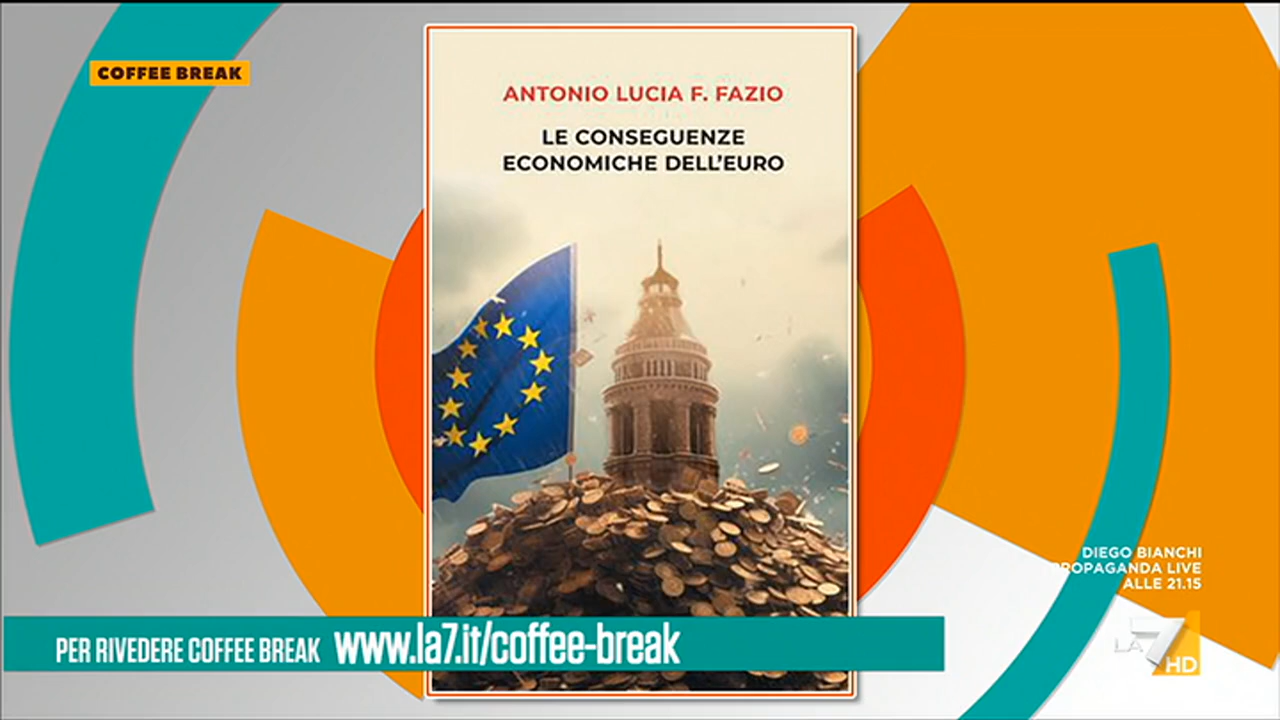 COFFEE BREAK
ANTONIO LUCIA F. FAZIO
LE CONSEGUENZE
ECONOMICHE DELL'EURO
DIEGO BIANCHI
PROPAGANDA LIVE
ALLE 21.15
PER RIVEDERE COFFEE BREAK www.la7.it/coffee-break
LA7
HD